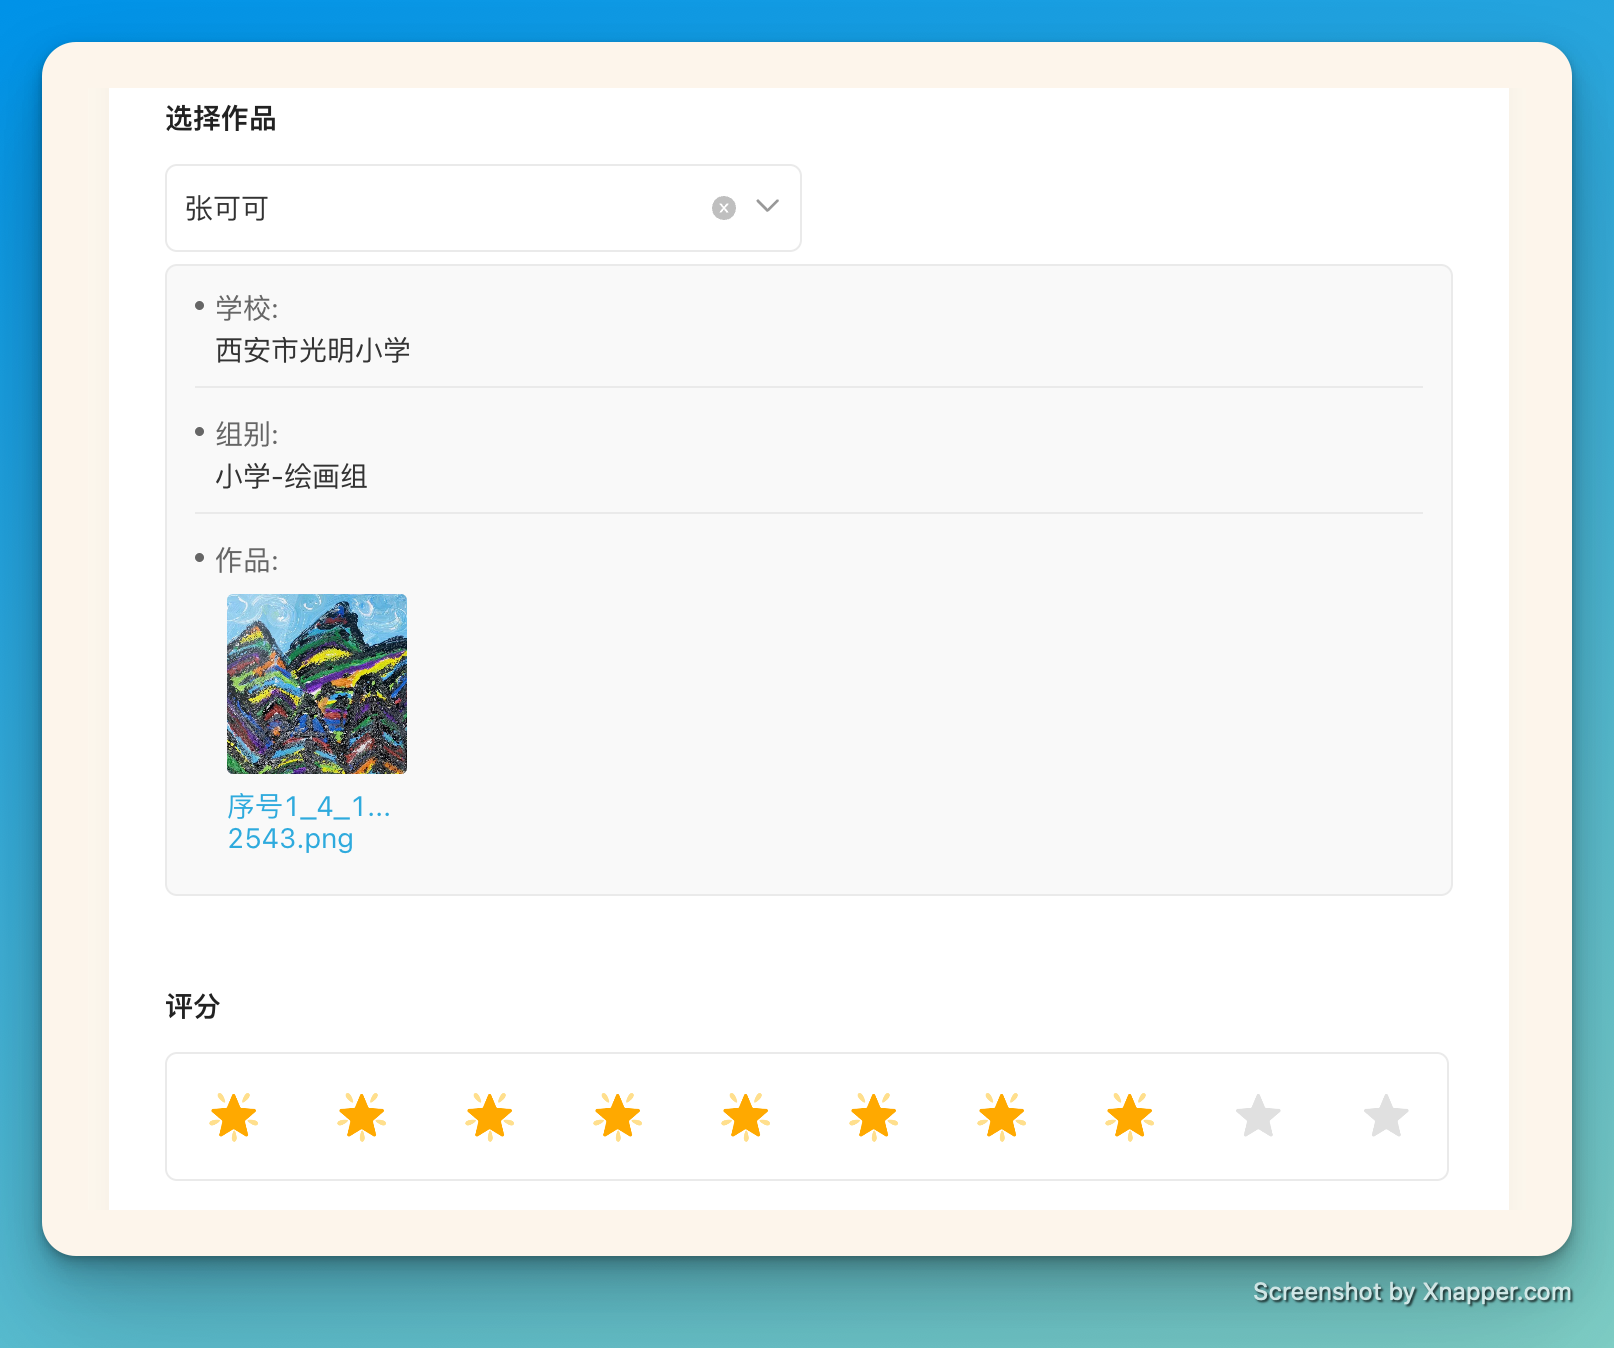 选择作品
张可可
学校:
西安市光明小学
组别:
小学-绘画组
作品:
序号1_4_1...
2543.png
评分
Screenshot by Xnapper.com